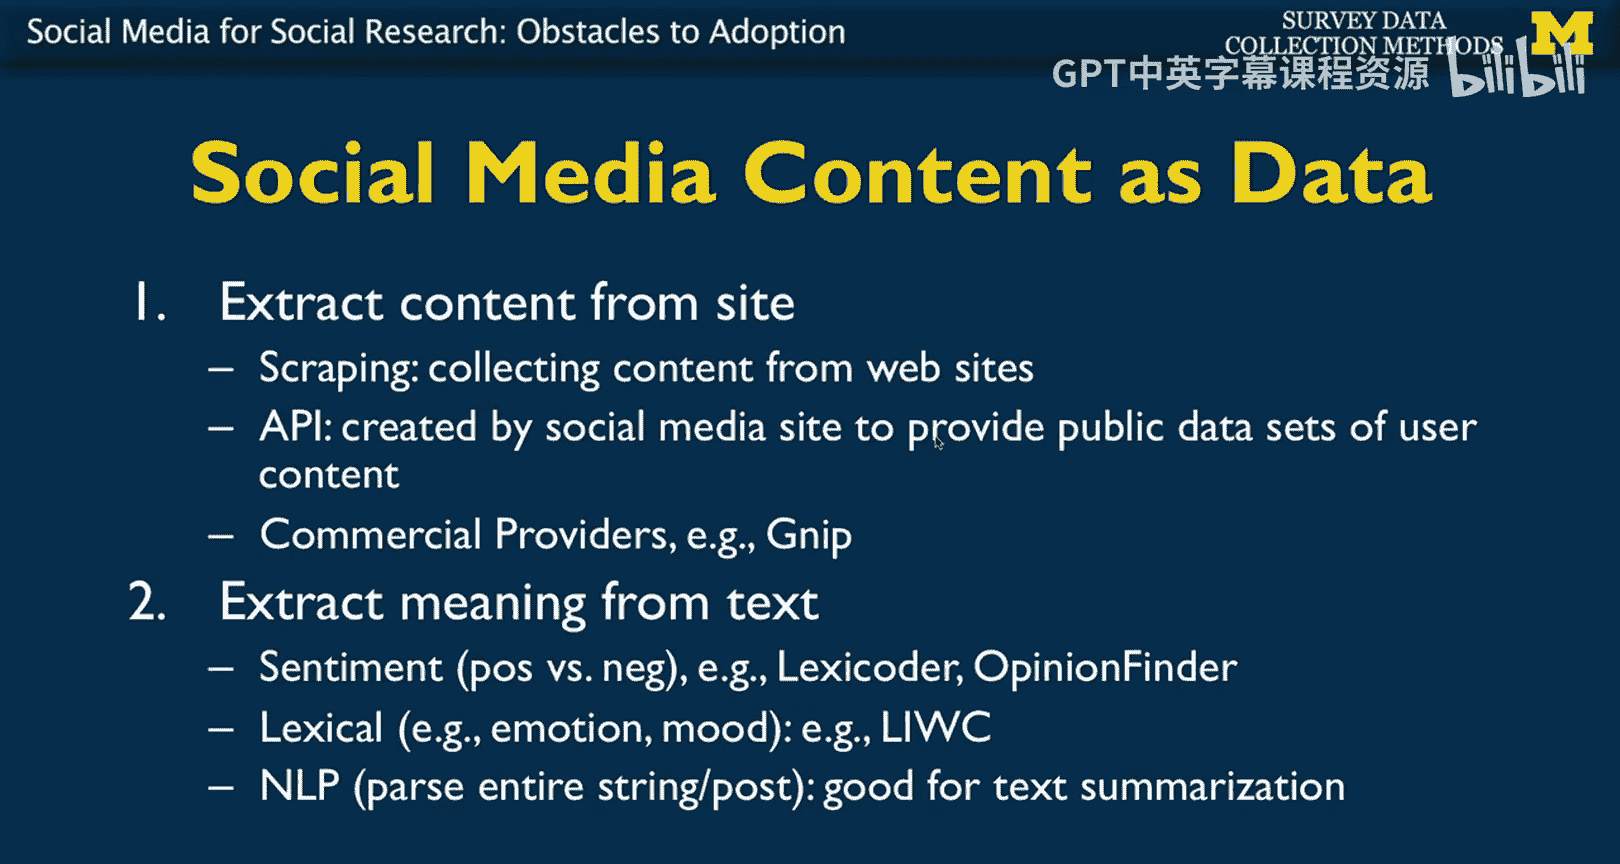 Social Media for Social Research: Obstacles to Adoption
SURVEY DATA
COLLECTION METHODS
M
GPT中英字幕课程资源 bilibili
Social Media Content as Data
1. Extract content from site
– Scraping: collecting content from web sites
– API: created by social media site to provide public data sets of user
content
– Commercial Providers, e.g., Gnip
2. Extract meaning from text
– Sentiment (pos vs. neg), e.g., Lexicoder, OpinionFinder
– Lexical (e.g., emotion, mood): e.g., LIWC
– NLP (parse entire string/post): good for text summarization